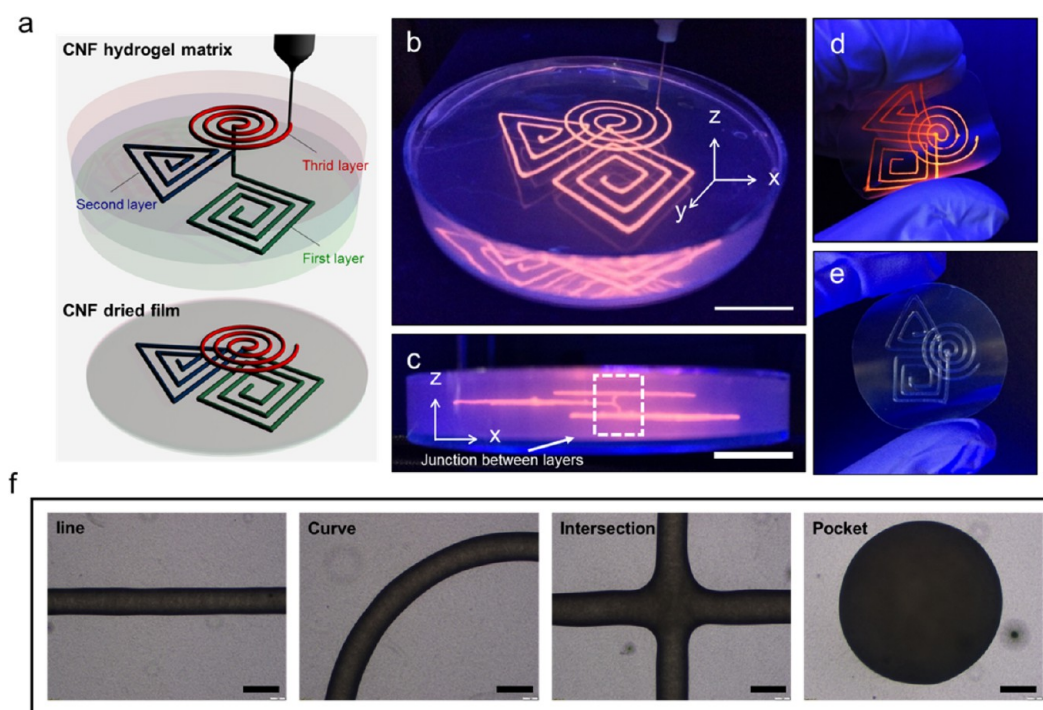 a
CNF hydrogel matrix
Thrid layer
Second layer
First layer
CNF dried film
b
z
x
y
c
z
x
Junction between layers
d
e
f
line
Curve
Intersection
Pocket